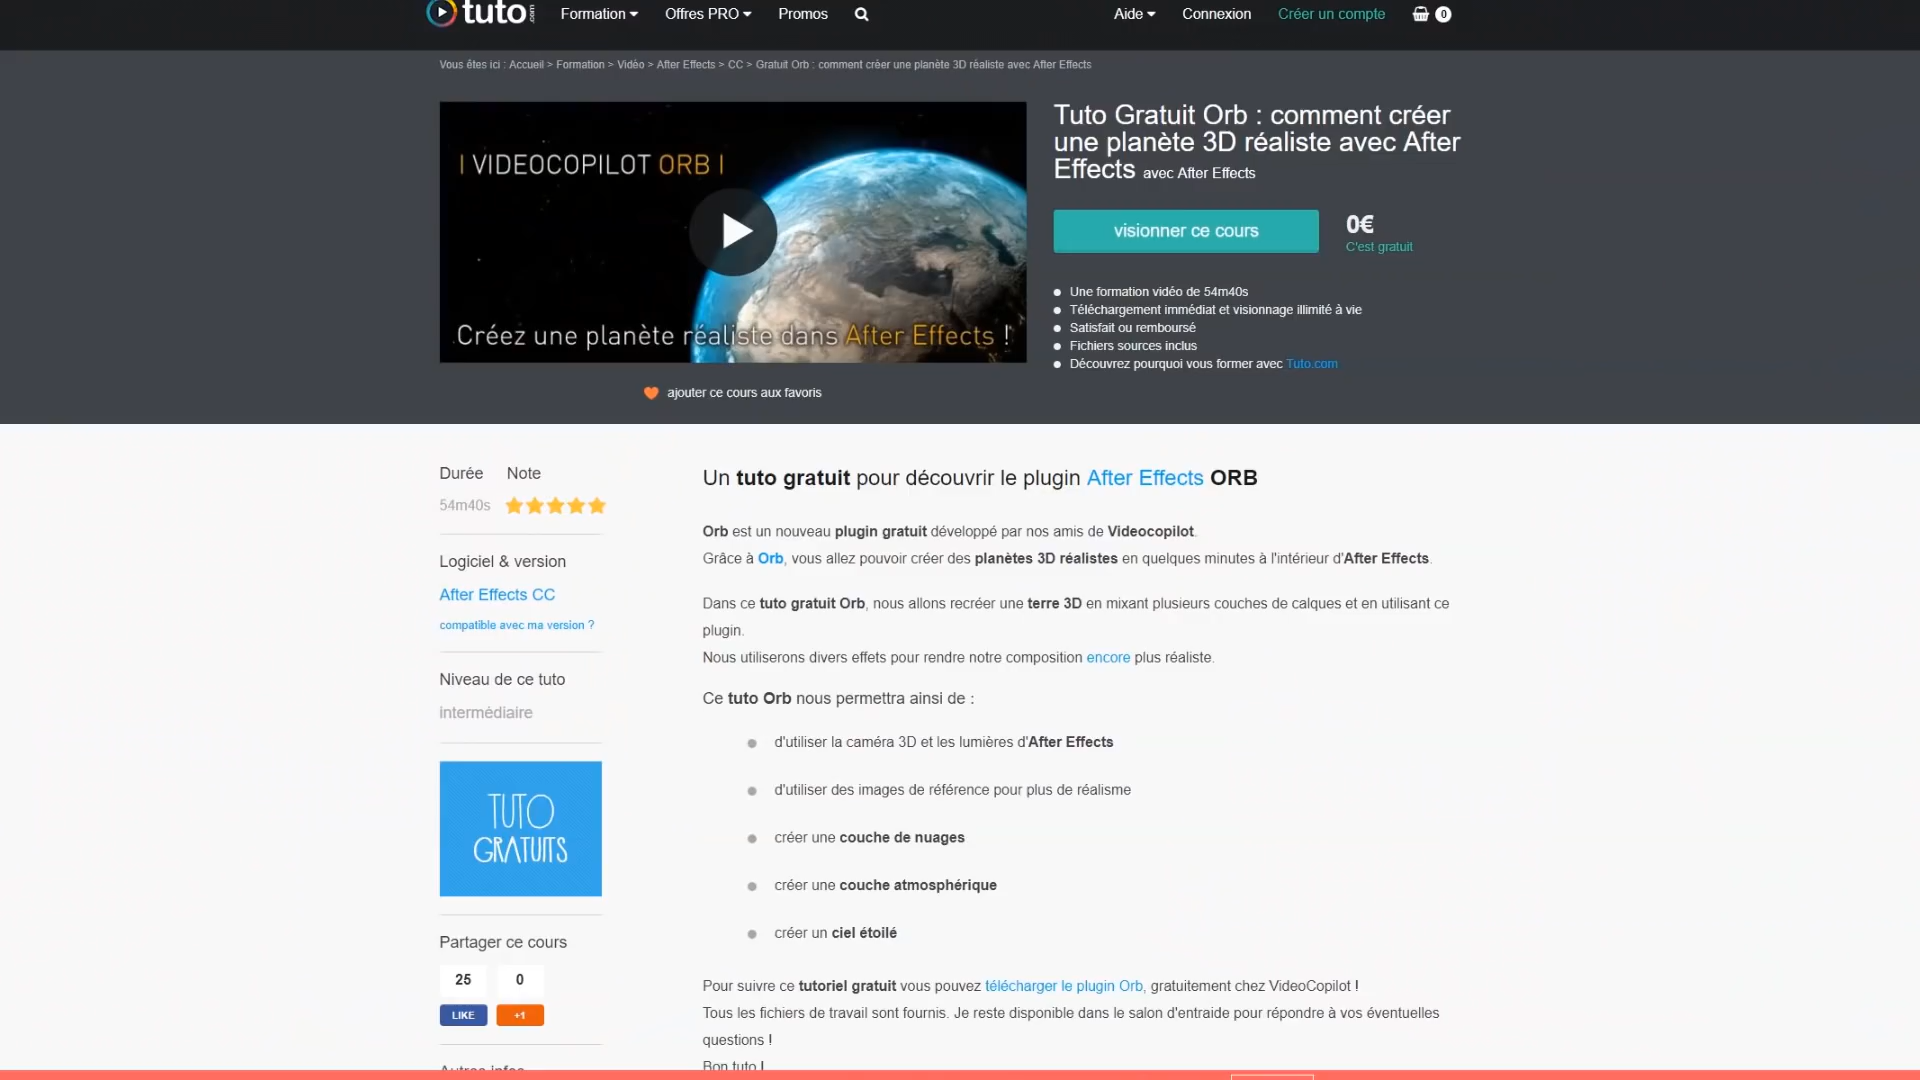 tuto.com
Formation
Offres PRO
Promos
Aide
Connexion
Créer un compte
0
Vous êtes ici : Accueil > Formation > Vidéo > After Effects > CC > Gratuit Orb : comment créer une planète 3D réaliste avec After Effects
| VIDEOCOPILOT ORB |
Créez une planète réaliste dans After Effects !
ajouter ce cours aux favoris
Tuto Gratuit Orb : comment créer
une planète 3D réaliste avec After
Effects avec After Effects
visionner ce cours
0€
C'est gratuit
Une formation vidéo de 54m40s
Téléchargement immédiat et visionnage illimité à vie
Satisfait ou remboursé
Fichiers sources inclus
Découvrez pourquoi vous former avec Tuto.com
Durée
Note
54m40s
Logiciel & version
After Effects CC
compatible avec ma version ?
Niveau de ce tuto
intermédiaire
TUTO
GRATUITS
Partager ce cours
25
0
LIKE
+1
Autres infos
Un tuto gratuit pour découvrir le plugin After Effects ORB
Orb est un nouveau plugin gratuit développé par nos amis de Videocopilot.
Grâce à Orb, vous allez pouvoir créer des planètes 3D réalistes en quelques minutes à l'intérieur d'After Effects.
Dans ce tuto gratuit Orb, nous allons recréer une terre 3D en mixant plusieurs couches de calques et en utilisant ce
plugin.
Nous utiliserons divers effets pour rendre notre composition encore plus réaliste.
Ce tuto Orb nous permettra ainsi de :
d'utiliser la caméra 3D et les lumières d'After Effects
d'utiliser des images de référence pour plus de réalisme
créer une couche de nuages
créer une couche atmosphérique
créer un ciel étoilé
Pour suivre ce tutoriel gratuit vous pouvez télécharger le plugin Orb, gratuitement chez VideoCopilot !
Tous les fichiers de travail sont fournis. Je reste disponible dans le salon d'entraide pour répondre à vos éventuelles
questions !
Bon tuto !